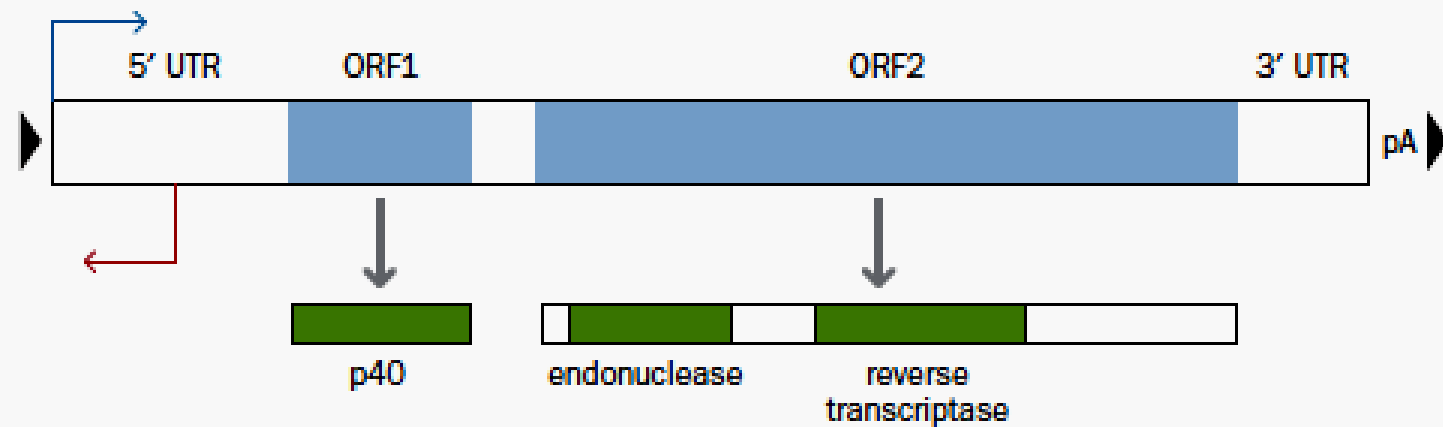 5′ UTR ORF1 ORF2 3′ UTR
pA
p40 endonuclease reverse
transcriptase